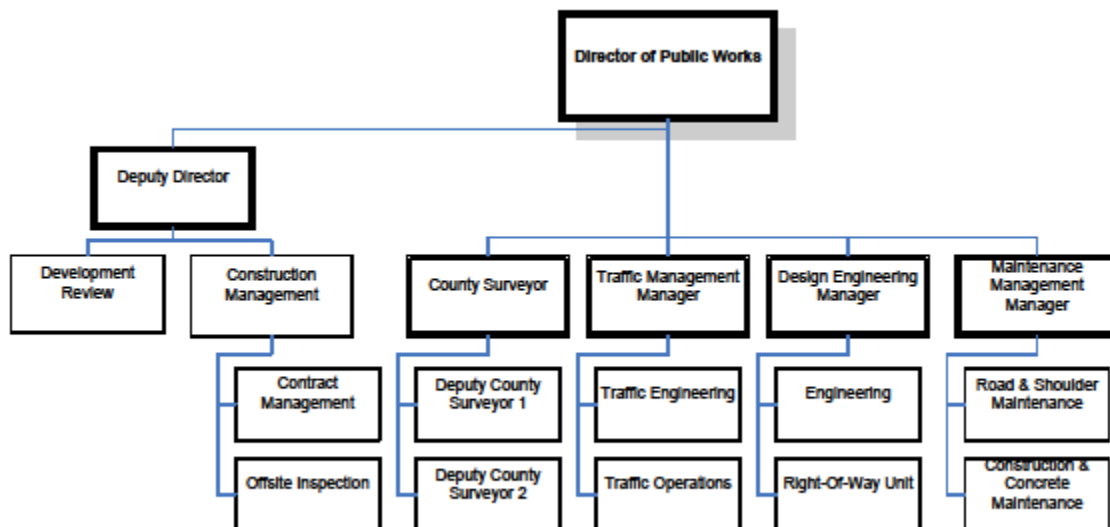 Director of Public Works
Deputy Director
Development
Review
Construction
Management
County Surveyor
Traffic Management
Manager
Design Engineering
Manager
Maintenance
Management
Manager
Contract
Management
Deputy County
Surveyor 1
Traffic Engineering
Engineering
Road & Shoulder
Maintenance
Offsite Inspection
Deputy County
Surveyor 2
Traffic Operations
Right-Of-Way Unit
Construction &
Concrete
Maintenance